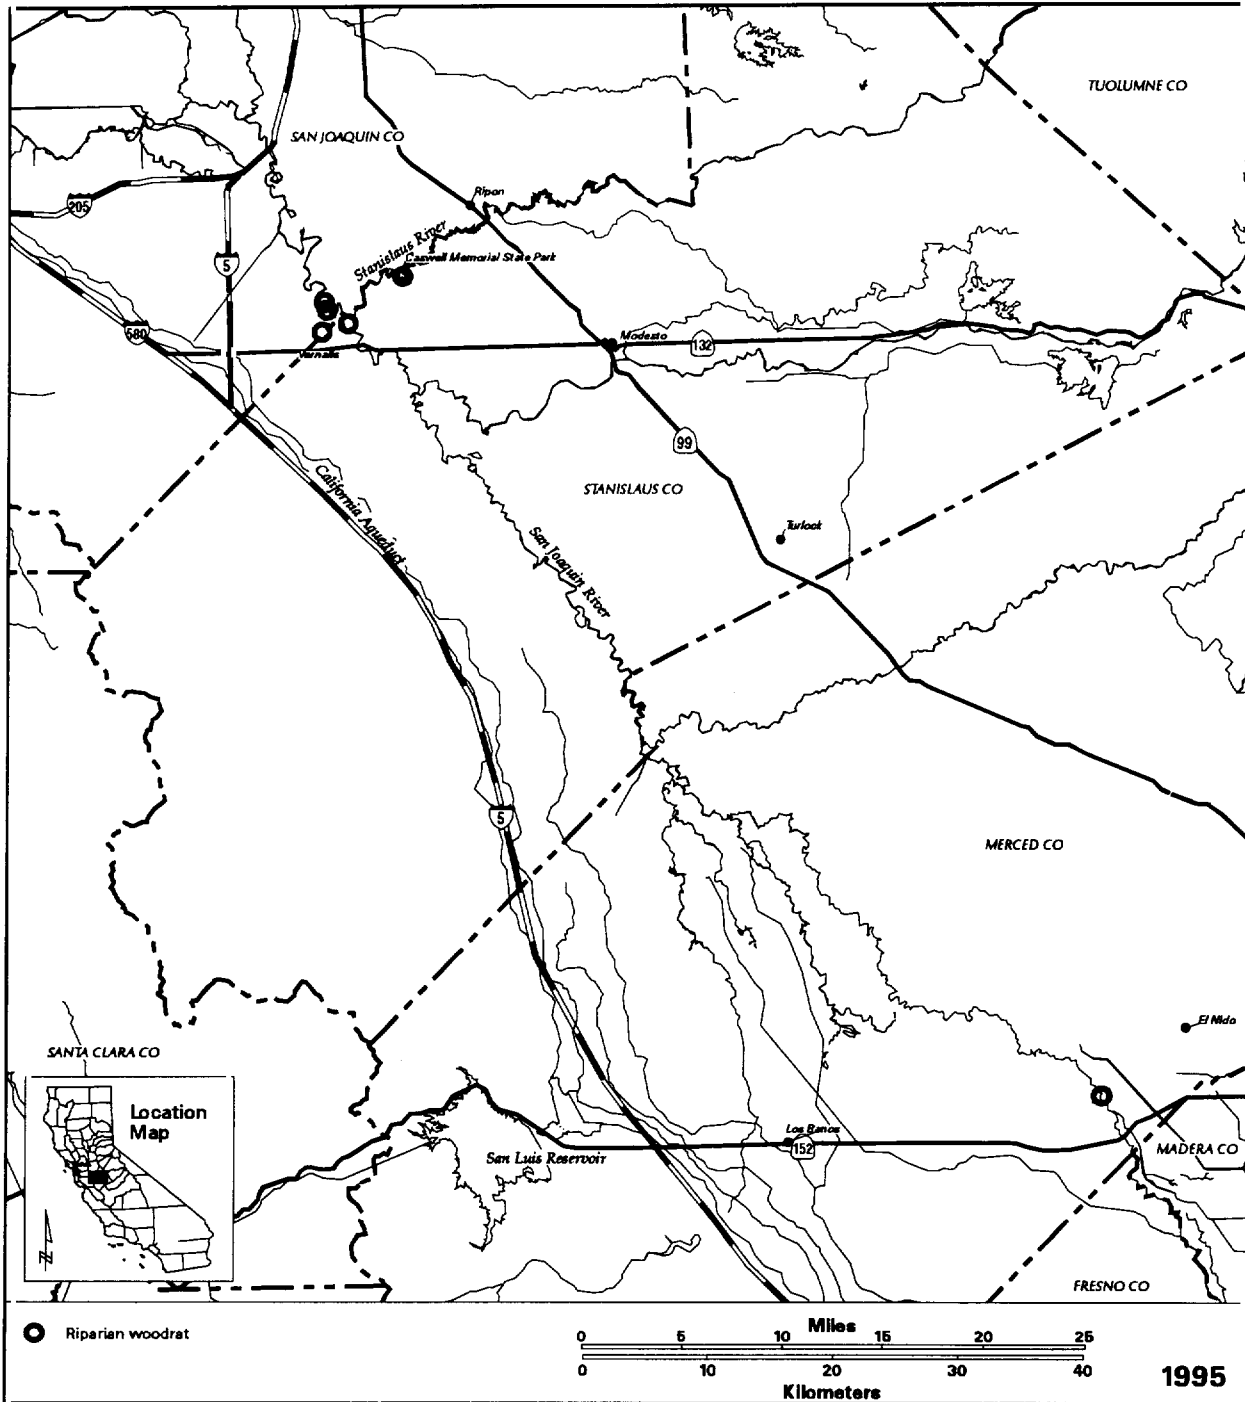 TUOLUMNE CO
SAN JOAQUIN CO
Ripon
205
Stanislaus River
Caswell Memorial State Park
5
580
Vernalis
Modesto
132
99
STANISLAUS CO
California Aqueduct
Turlock
San Joaquin River
5
MERCED CO
El Nido
SANTA CLARA CO
Location
Map
N
Los Banos
152
San Luis Reservoir
MADERA CO
FRESNO CO
Riparian woodrat
Miles
0 5 10 15 20 25
0 10 20 30 40
Kilometers
1995